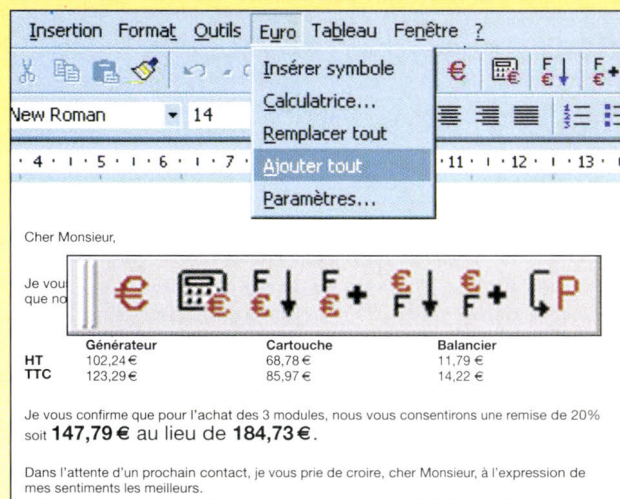 Insertion Format Outils Euro Tableau Fenêtre ?
Insérer symbole
Calculatrice...
Remplacer tout
Ajouter tout
Paramètres...
€ € F € F € +
New Roman 14
4 5 6 7 11 12 13
Cher Monsieur,
Je vous
que no
€ € F € F € + € F € F + P
Générateur Cartouche Balancier
HT 102,24 € 68,78 € 11,79 €
TTC 123,29 € 85,97 € 14,22 €
Je vous confirme que pour l'achat des 3 modules, nous vous consentirons une remise de 20%
soit 147,79 € au lieu de 184,73 €.
Dans l'attente d'un prochain contact, je vous prie de croire, cher Monsieur, à l'expression de
mes sentiments les meilleurs.